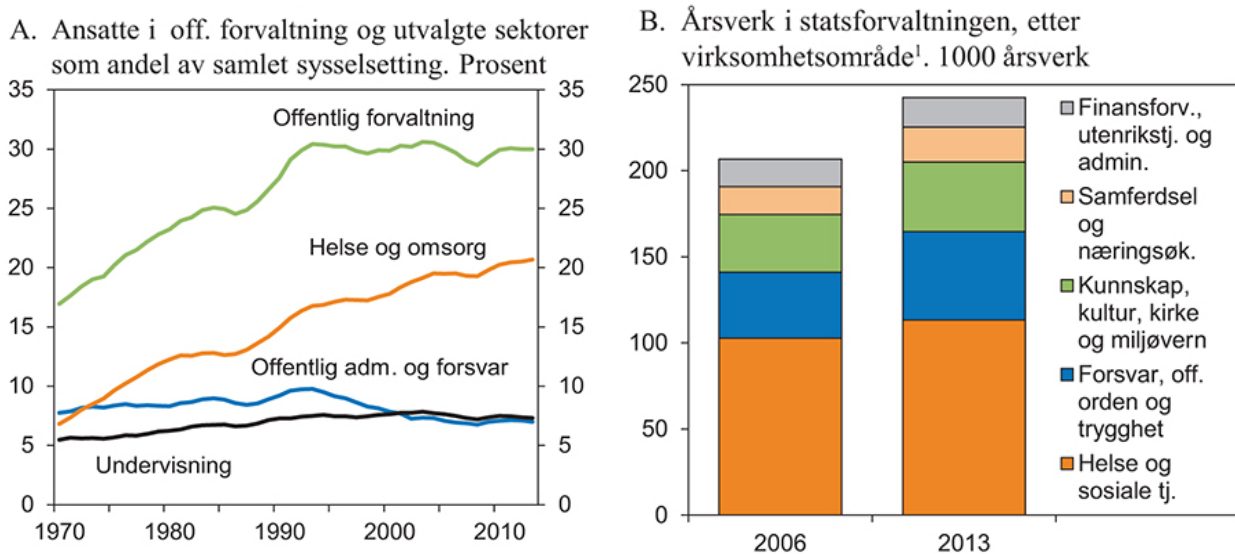 A. Ansatte i off. forvaltning og utvalgte sektorer
som andel av samlet sysselsetting. Prosent
35
30
25
20
15
10
5
0
35
30
25
20
15
10
5
0
Offentlig forvaltning
Helse og omsorg
Offentlig adm. og forsvar
Undervisning
1970
1980
1990
2000
2010
B. Årsverk i statsforvaltningen, etter
virksomhetsområde¹. 1000 årsverk
250
200
150
100
50
0
2006
2013
Finansforv.,
utenrikstj. og
admin.
Samferdsel
og
næringsøk.
Kunnskap,
kultur, kirke
og miljøvern
Forsvar, off.
orden og
trygghet
Helse og
sosiale tj.